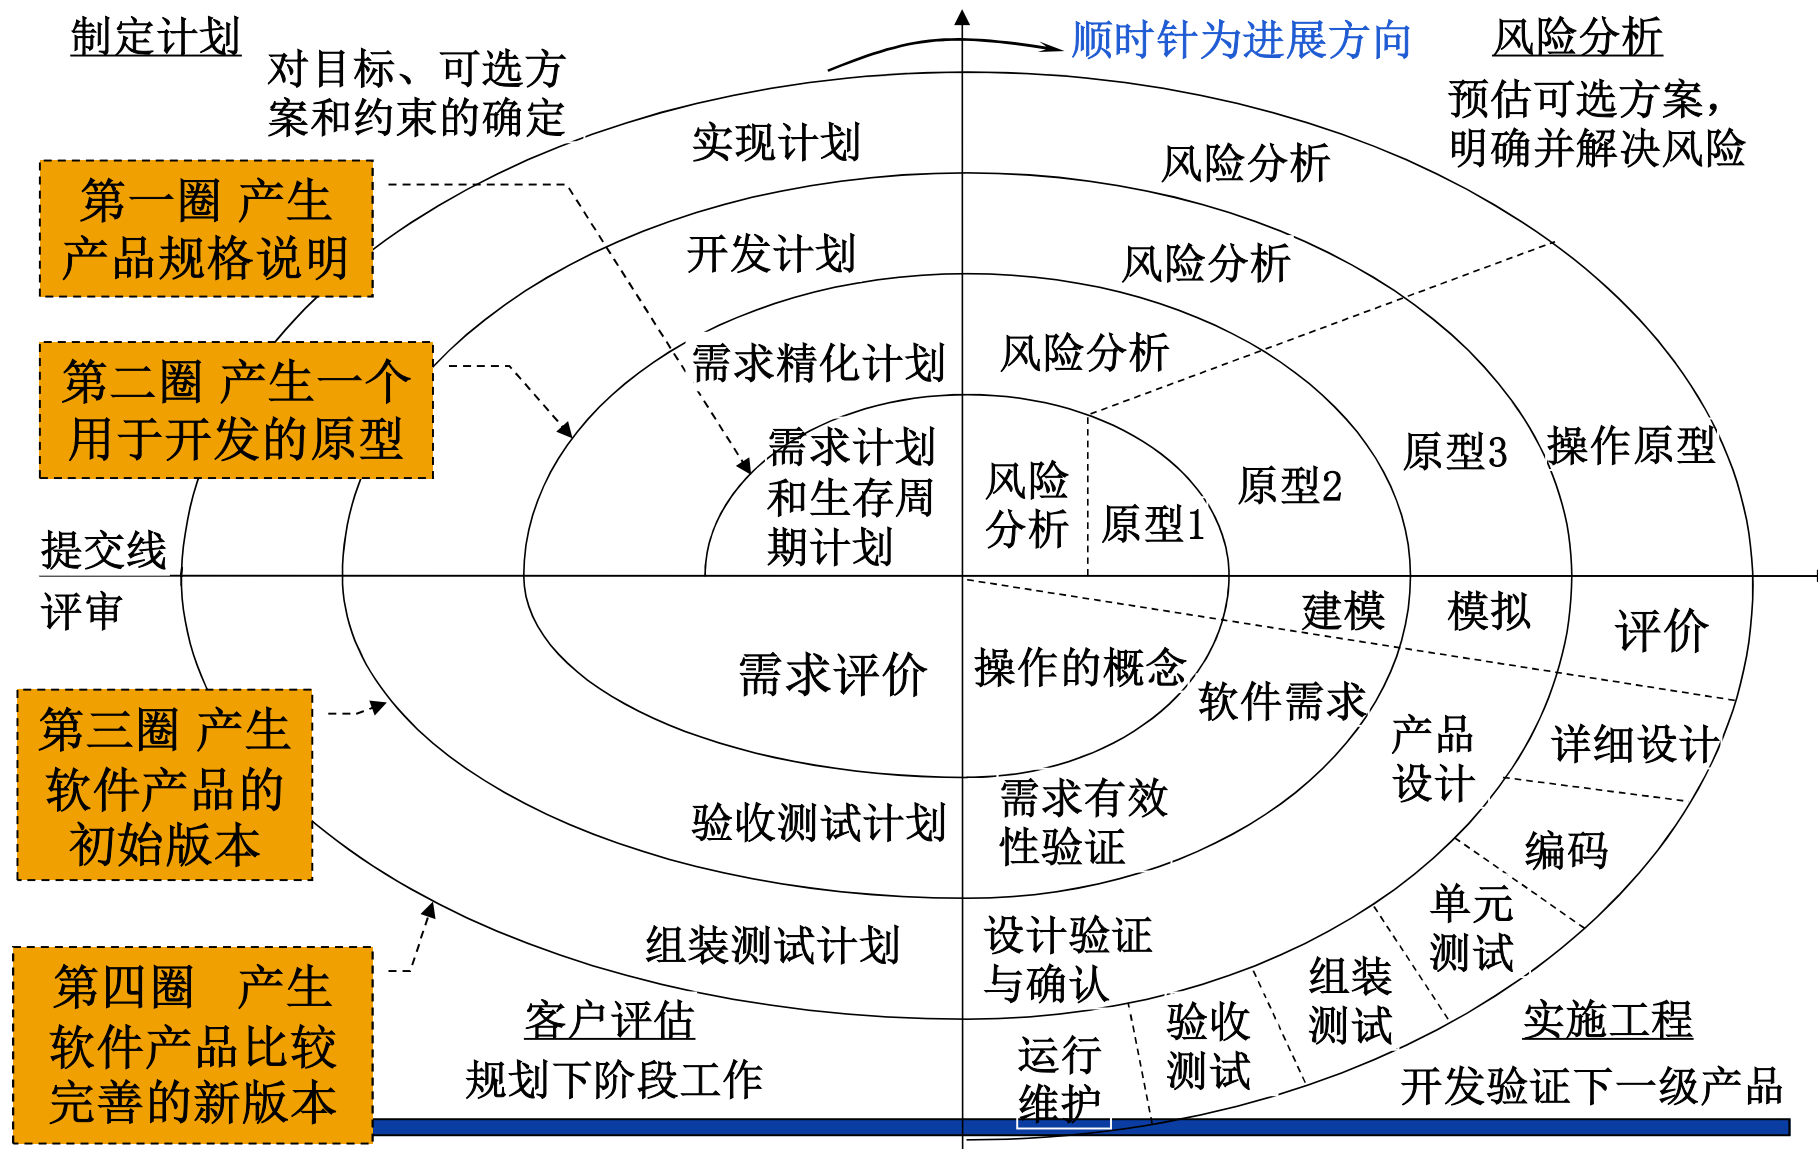 制定计划
对目标、可选方
案和约束的确定
顺时针为进展方向
风险分析
预估可选方案，
明确并解决风险
第一圈 产生
产品规格说明
实现计划
风险分析
开发计划
风险分析
第二圈 产生一个
用于开发的原型
需求精化计划
风险分析
需求计划
和生存周
期计划
风险
分析
原型1
原型2
原型3
操作原型
提交线
评审
建模
模拟
评价
需求评价
操作的概念
软件需求
产品
设计
详细设计
第三圈 产生
软件产品的
初始版本
验收测试计划
需求有效
性验证
编码
单元
测试
组装测试计划
设计验证
与确认
组装
测试
验收
测试
运行
维护
第四圈 产生
软件产品比较
完善的新版本
客户评估
规划下阶段工作
实施工程
开发验证下一级产品